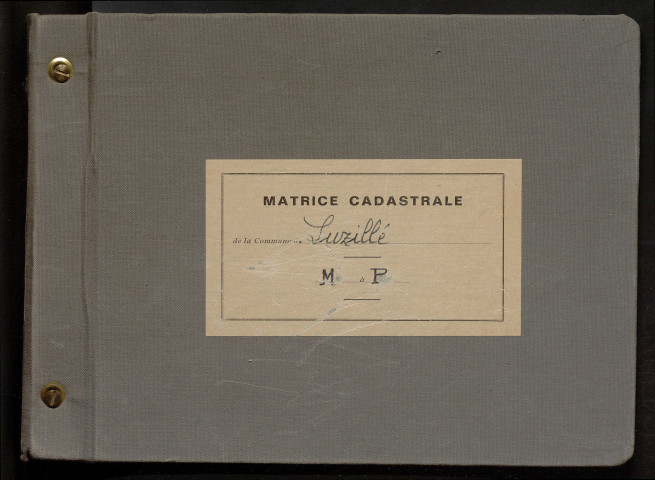 MATRICE CADASTRALE
de la Commune de Luzillé
M à P